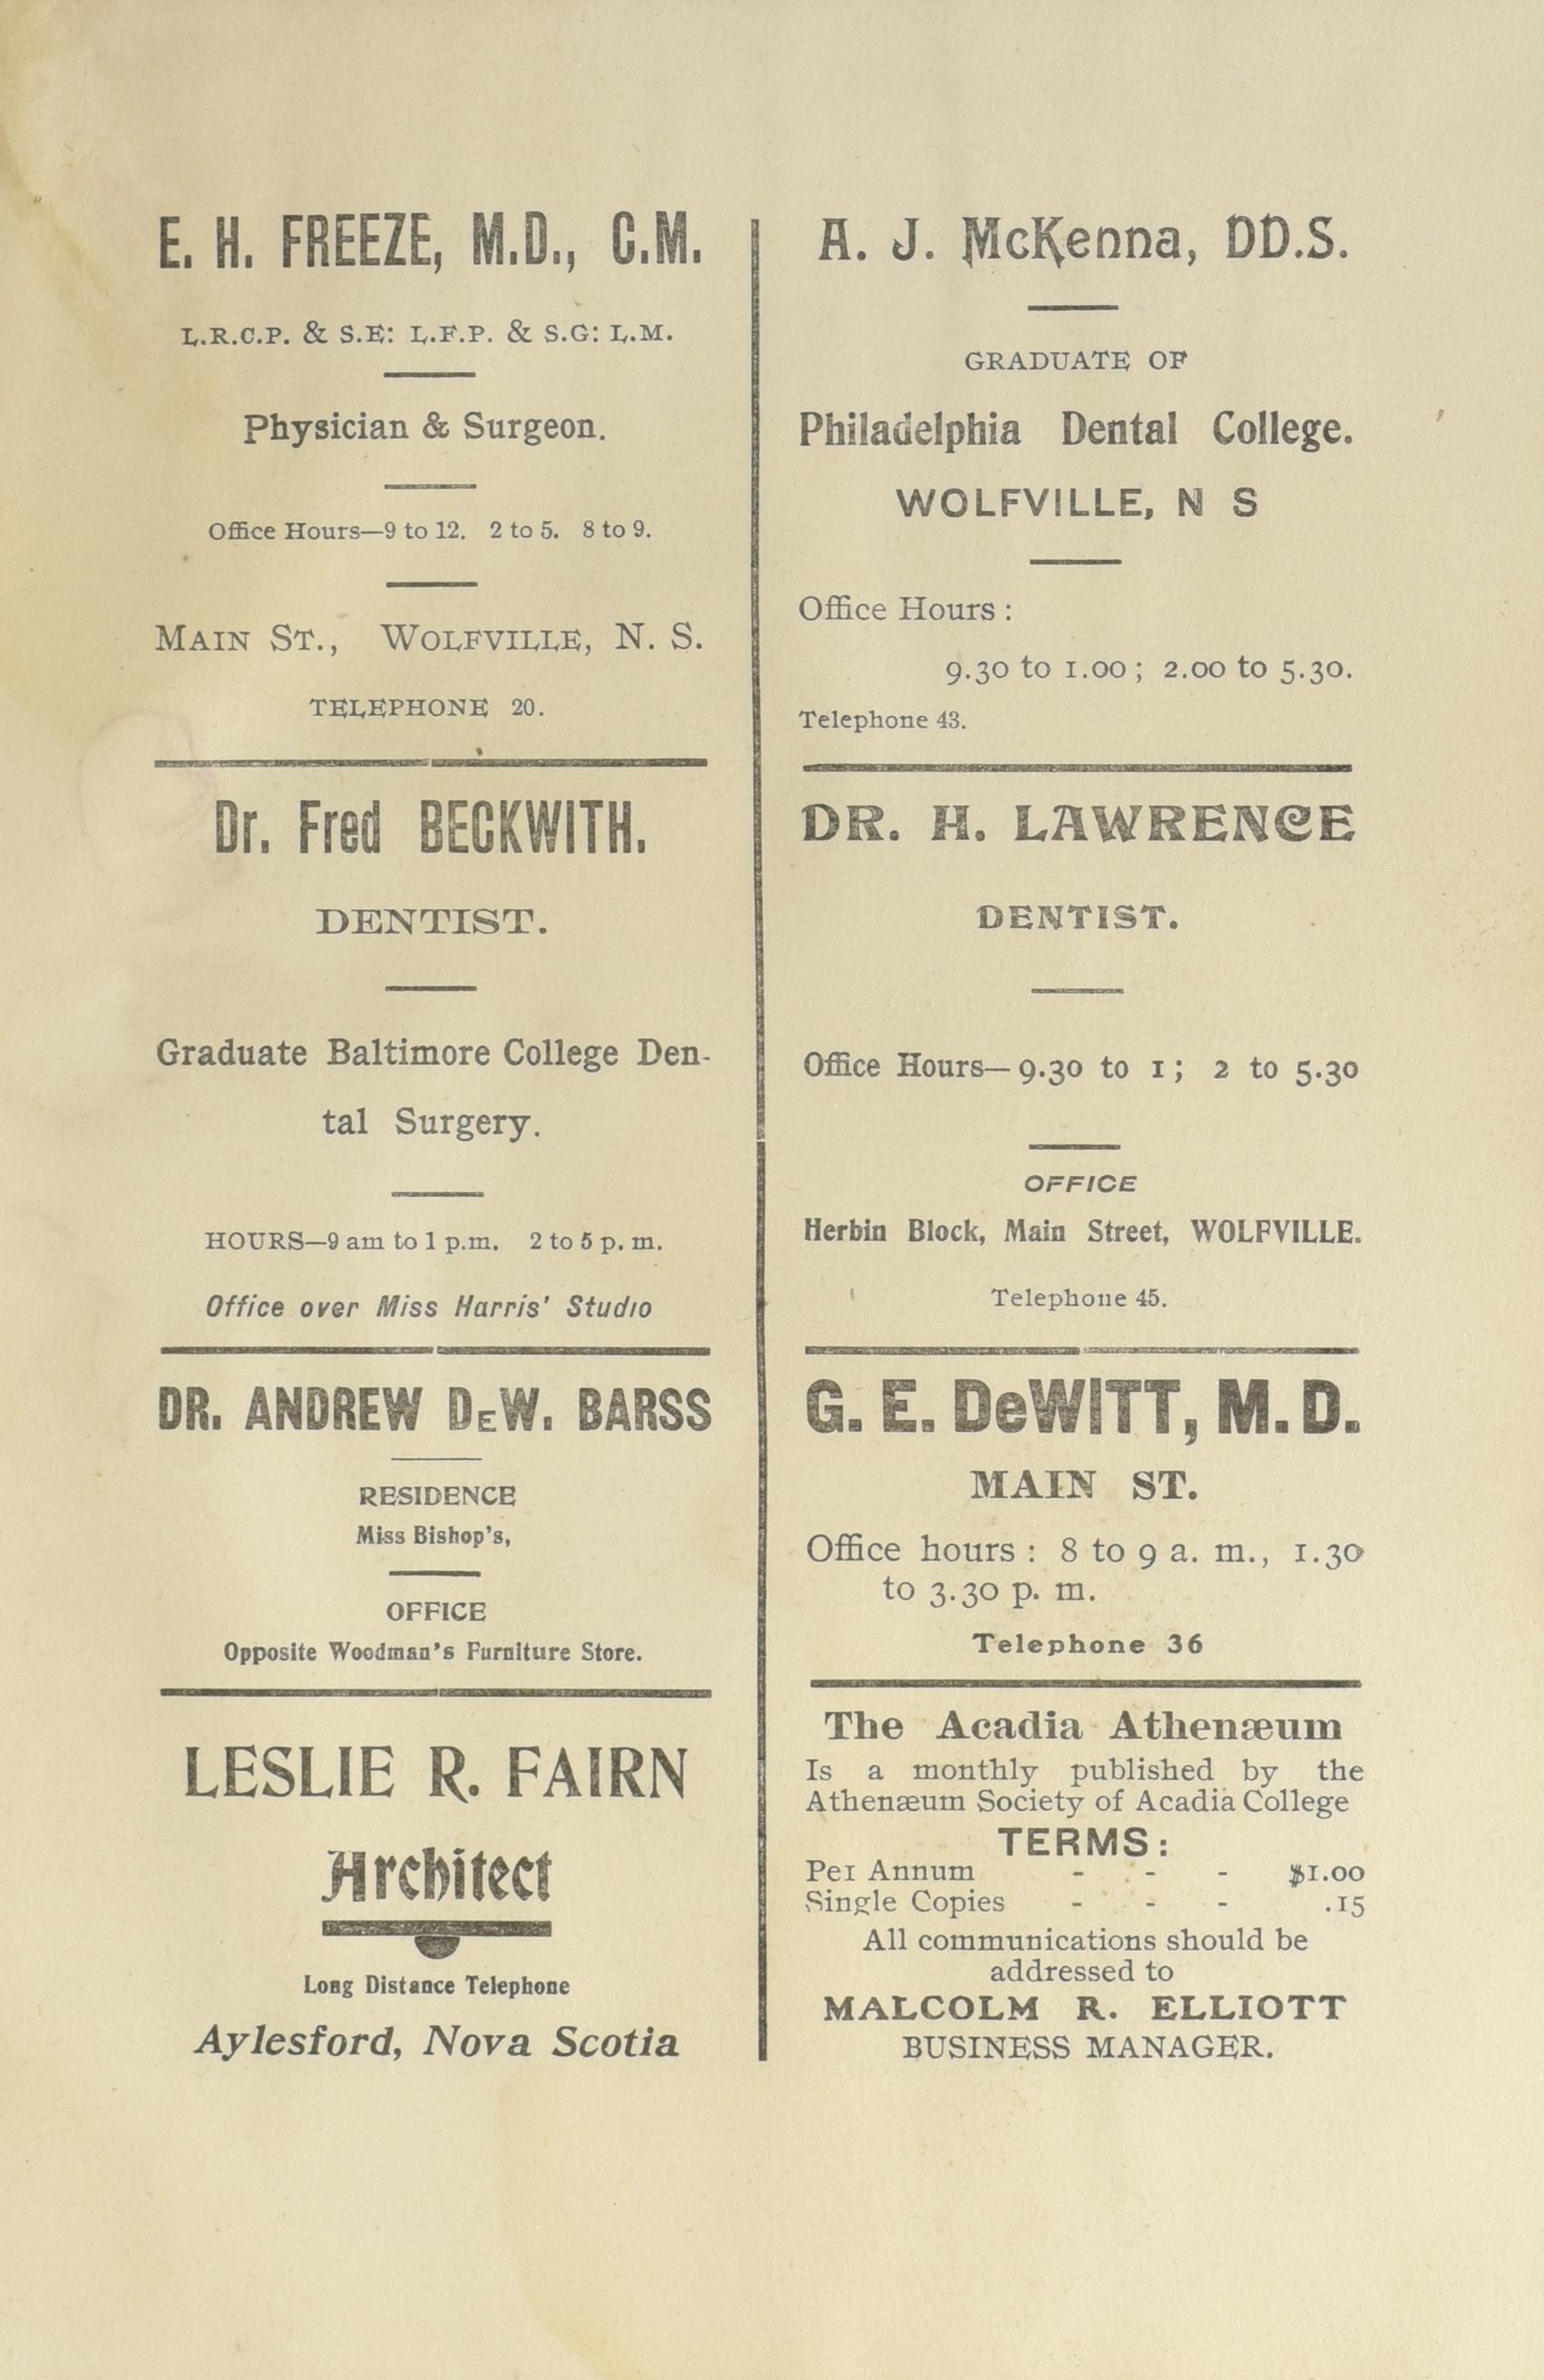 E. H. FREEZE, M.D., C.M.
L.R.C.P. & S.E: L.F.P. & S.G: L.M.
Physician & Surgeon.
Office Hours—9 to 12. 2 to 5. 8 to 9.
MAIN ST., WOLFVILLE, N. S.
TELEPHONE 20.
Dr. Fred BECKWITH.
DENTIST.
Graduate Baltimore College Den-
tal Surgery.
HOURS—9 am to 1 p.m. 2 to 5 p. m.
Office over Miss Harris' Studio
DR. ANDREW DEW. BARSS
RESIDENCE
Miss Bishop's,
OFFICE
Opposite Woodman's Furniture Store.
LESLIE R. FAIRN
Architect
Long Distance Telephone
Aylesford, Nova Scotia
A. J. McKenna, DD.S.
GRADUATE OF
Philadelphia Dental College.
WOLFVILLE, N S
Office Hours :
9.30 to 1.00 ; 2.00 to 5.30.
Telephone 43.
DR. H. LAWRENCE
DENTIST.
Office Hours— 9.30 to 1 ; 2 to 5.30
OFFICE
Herbin Block, Main Street, WOLFVILLE.
Telephone 45.
G. E. DeWITT, M. D.
MAIN ST.
Office hours : 8 to 9 a. m., 1.30
to 3.30 p. m.
Telephone 36
The Acadia Athenæum
Is a monthly published by the
Athenæum Society of Acadia College
TERMS :
Per Annum - - - $1.00
Single Copies - - - .15
All communications should be
addressed to
MALCOLM R. ELLIOTT
BUSINESS MANAGER.